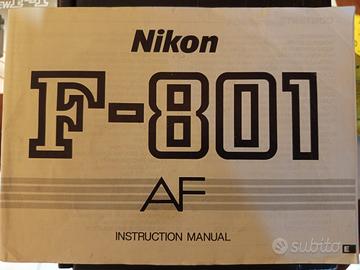 Nikon
F-801
AF
INSTRUCTION MANUAL
subito